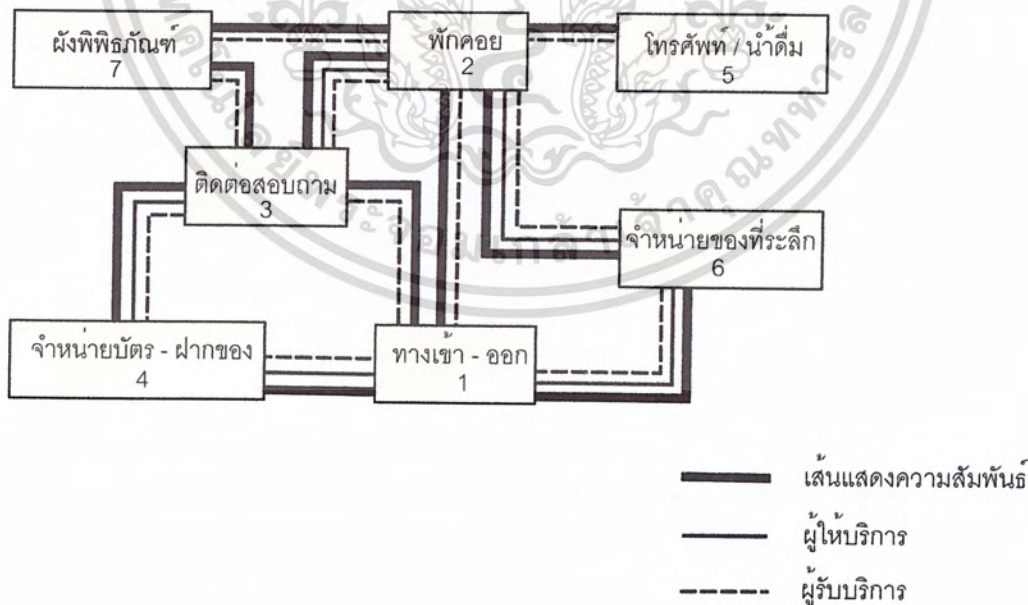 ผังพิพิธภัณฑ์
7
พักคอย
2
โทรศัพท์ / น้ำดื่ม
5
ติดต่อสอบถาม
3
จำหน่ายของที่ระลึก
6
จำหน่ายบัตร - ฝากของ
4
ทางเข้า - ออก
1
เส้นแสดงความสัมพันธ์
ผู้ให้บริการ
ผู้รับบริการ